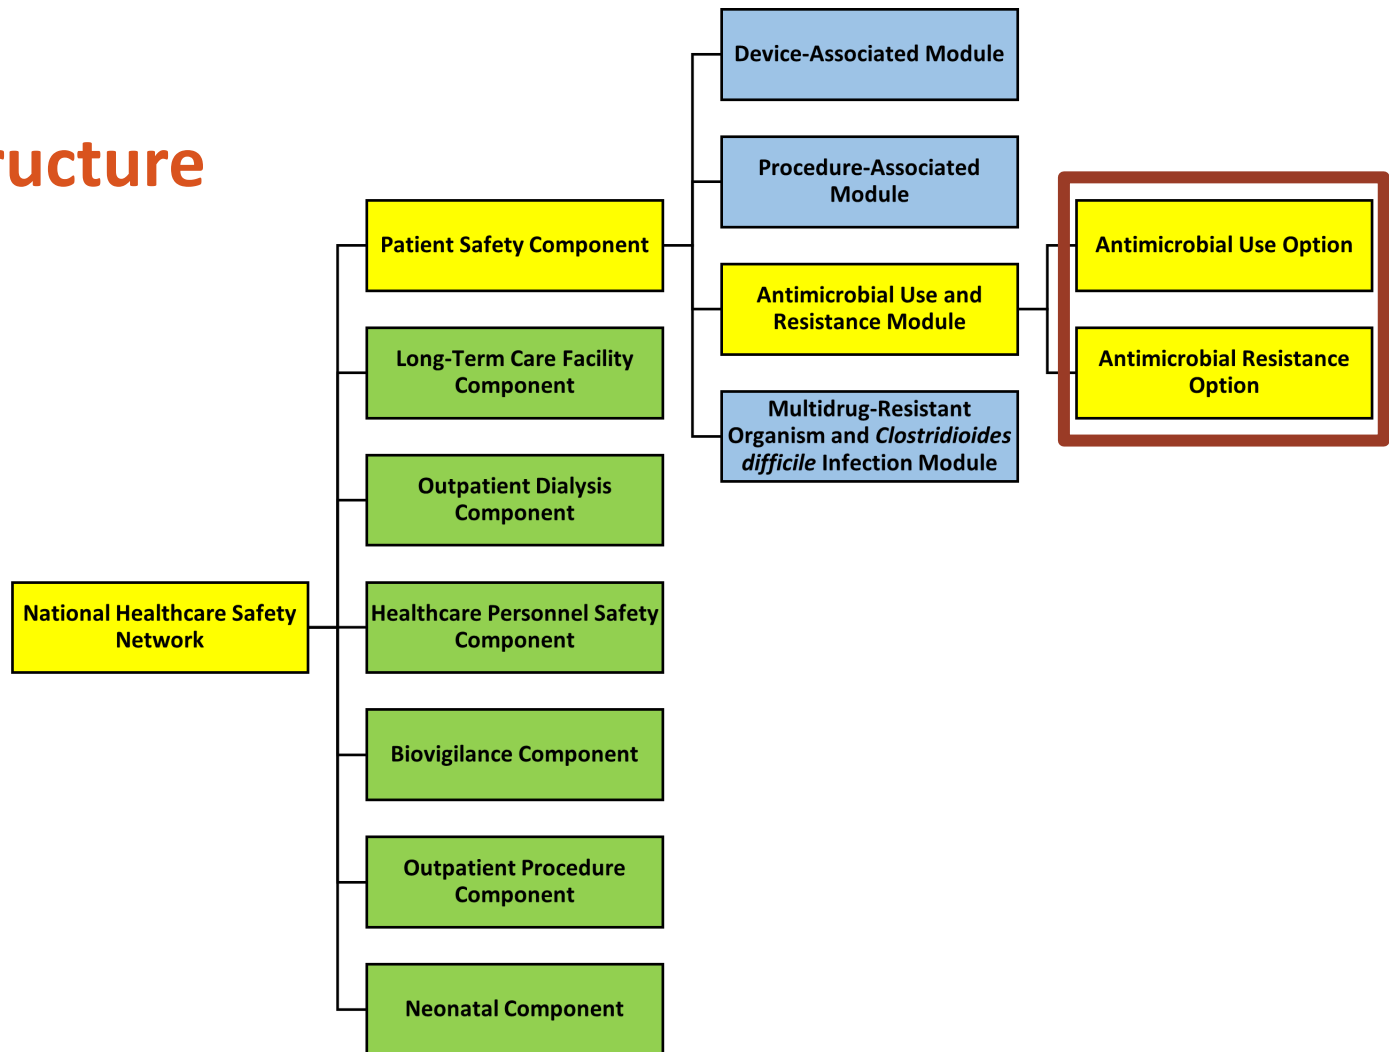 ructure
Device-Associated Module
Procedure-Associated
Module
Patient Safety Component
Antimicrobial Use Option
Antimicrobial Use and
Resistance Module
Long-Term Care Facility
Component
Antimicrobial Resistance
Option
Multidrug-Resistant
Organism and Clostridioides
difficile Infection Module
Outpatient Dialysis
Component
National Healthcare Safety
Network
Healthcare Personnel Safety
Component
Biovigilance Component
Outpatient Procedure
Component
Neonatal Component